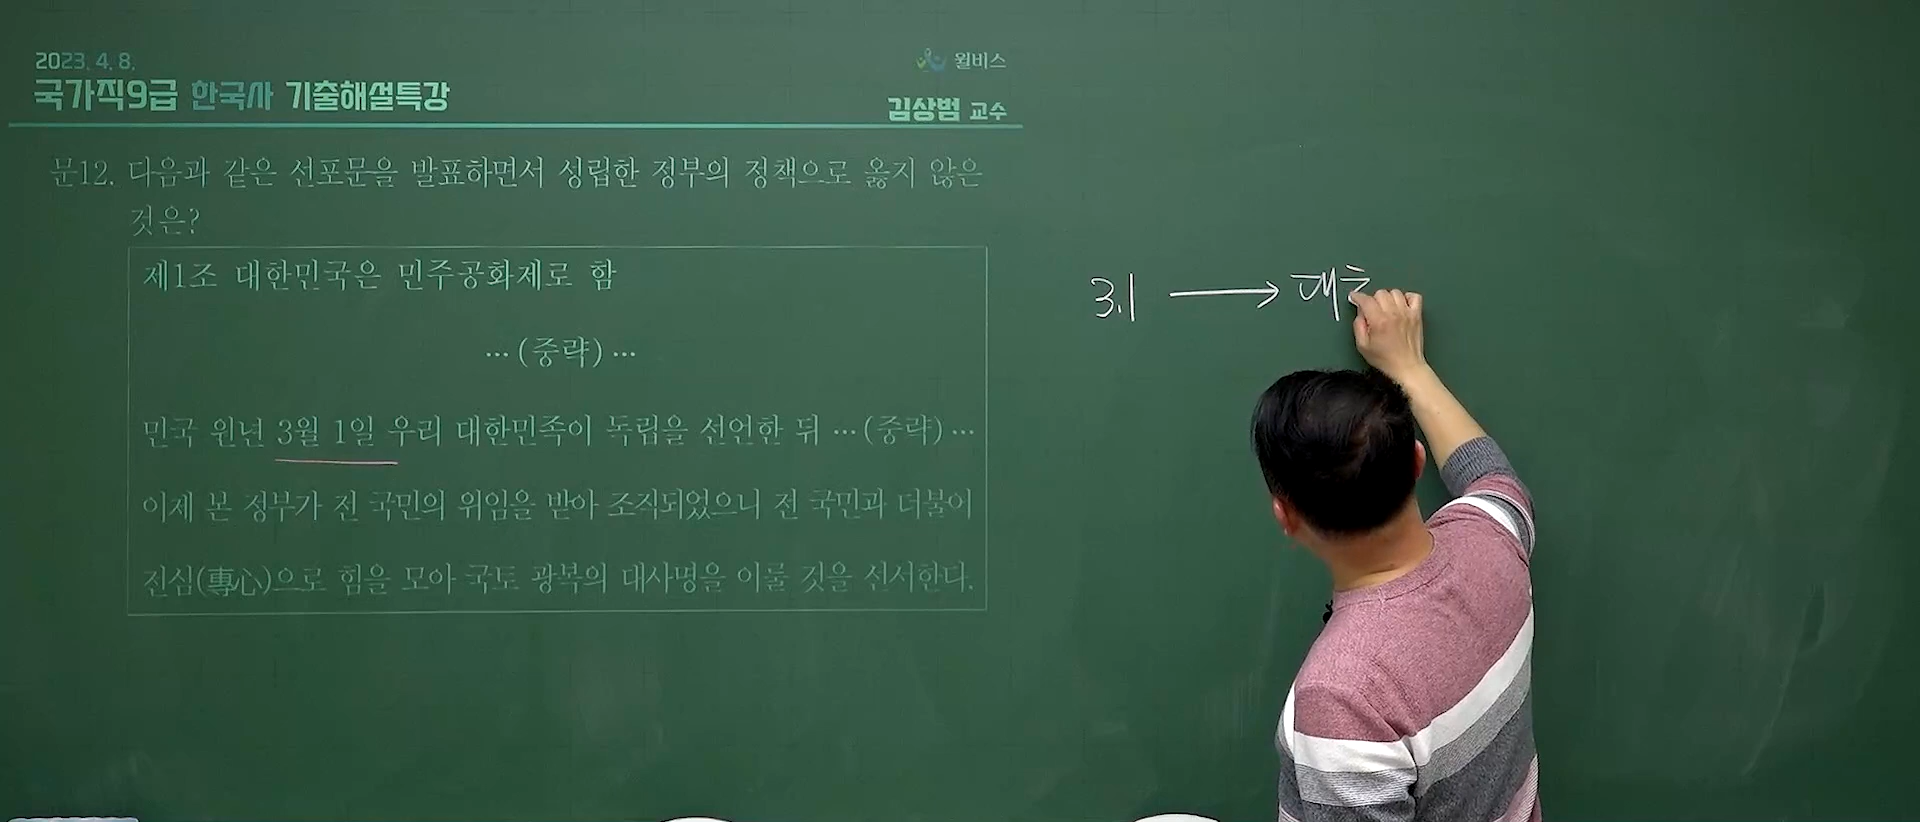 2023. 4. 8.
국가직9급 한국사 기출해설특강
윌비스
김상범 교수
문12. 다음과 같은 선포문을 발표하면서 성립한 정부의 정책으로 옳지 않은
것은?
제1조 대한민국은 민주공화제로 함
… (중략) …
민국 원년 3월 1일 우리 대한민족이 독립을 선언한 뒤 … (중략) …
이제 본 정부가 전 국민의 위임을 받아 조직되었으니 전 국민과 더불어
전심(專心)으로 힘을 모아 국토 광복의 대사명을 이룰 것을 선서한다.
3.1 → 대